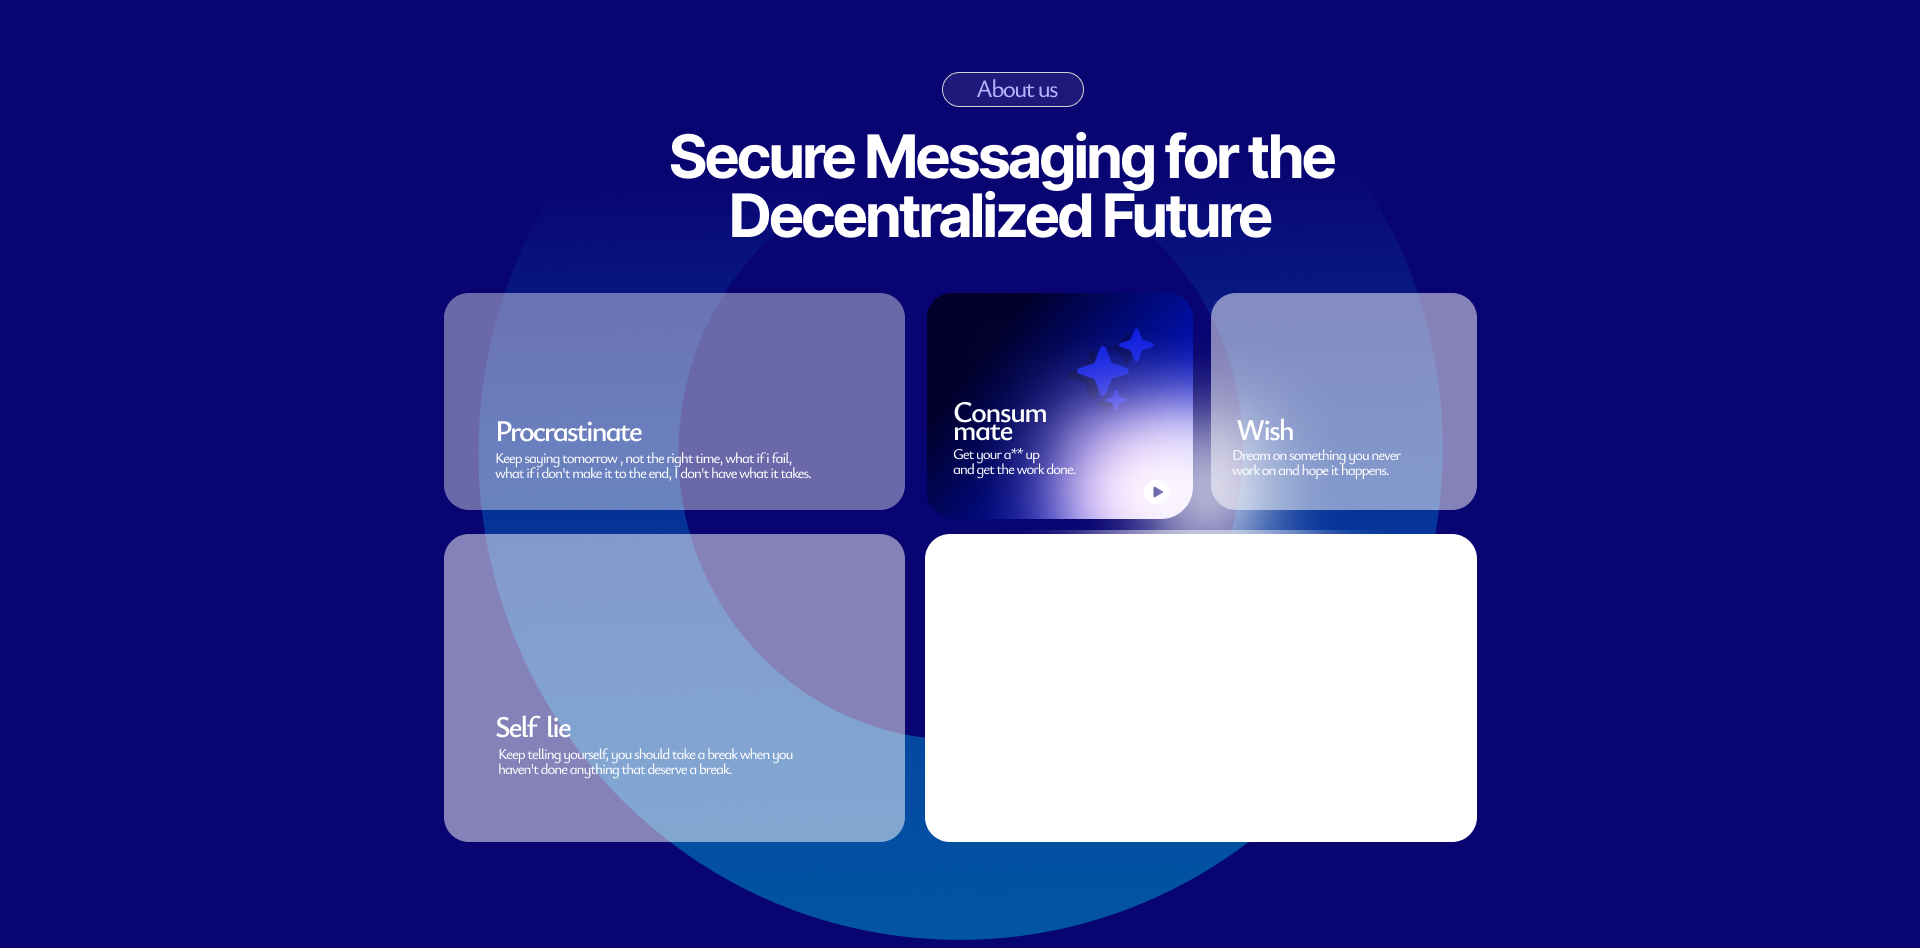 About us
Secure Messaging for the
Decentralized Future
Procrastinate
Keep saying tomorrow , not the right time, what if i fail,
what if i don't make it to the end, I don't have what it takes.
Consum
mate
Get your a** up
and get the work done.
Wish
Dream on something you never
work on and hope it happens.
Self lie
Keep telling yourself, you should take a break when you
haven't done anything that deserve a break.